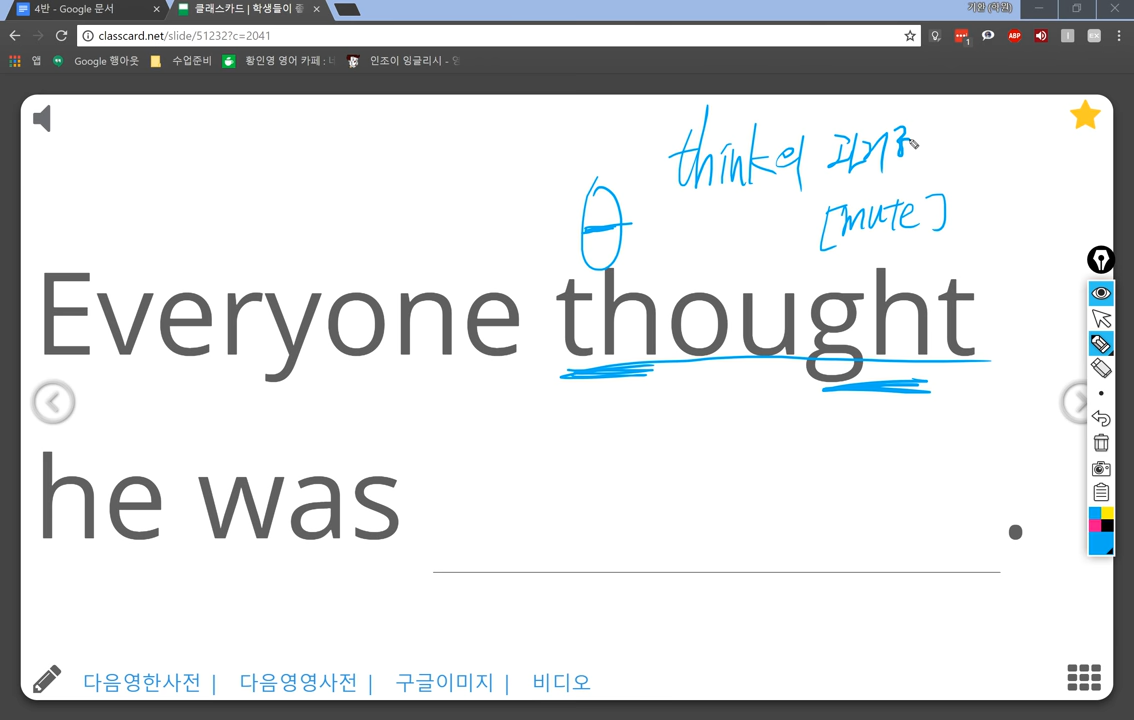 4반 - Google 문서
클래스카드 | 학생들이 좋
classcard.net/slide/51232?c=2041
앱 Google 행아웃 수업준비 황인영 영어 카페 : 인조이 잉글리시 -
think의 과거
[mute]
θ
Everyone thought
he was ____.
다음영한사전 | 다음영영사전 | 구글이미지 | 비디오